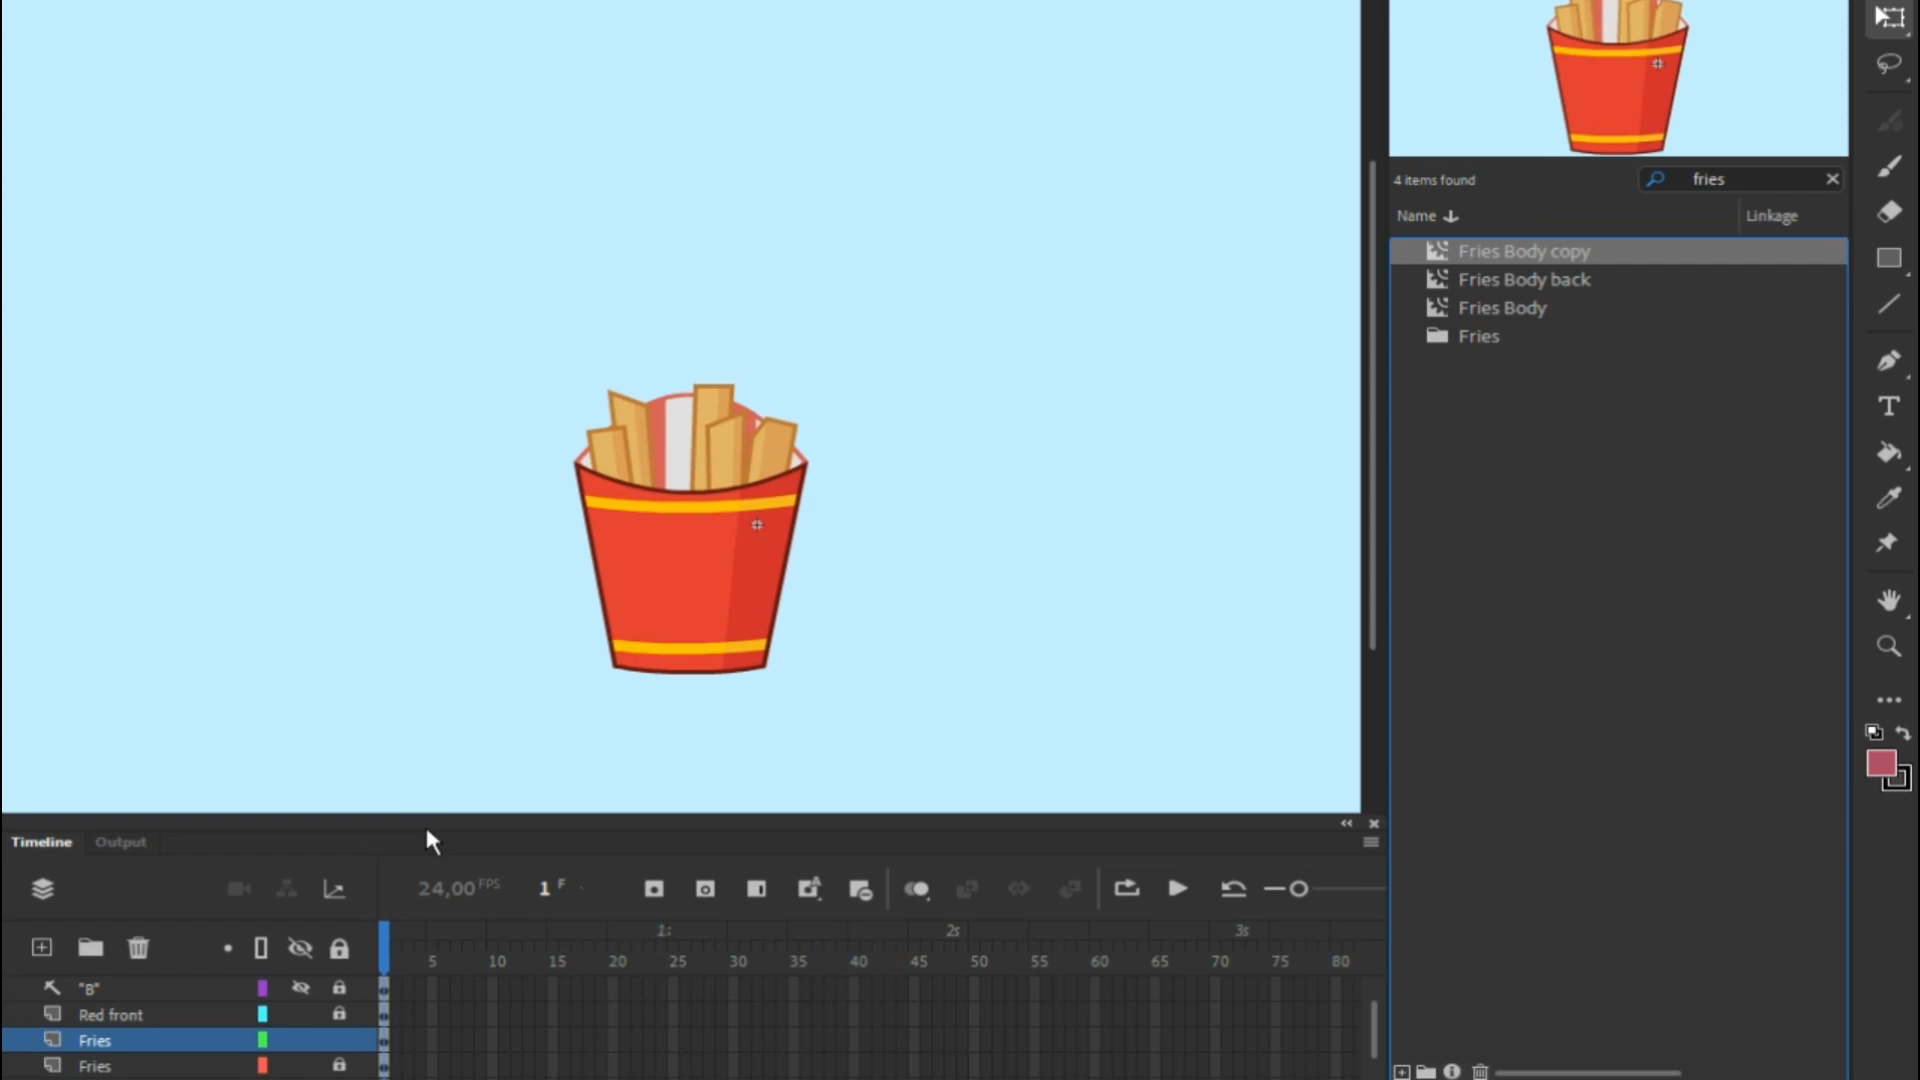 4 items found
fries
Name
Linkage
Fries Body copy
Fries Body back
Fries Body
Fries
Timeline
Output
24,00 FPS
1 F
1s
2s
3s
5 10 15 20 25 30 35 40 45 50 55 60 65 70 75 80
"B"
Red front
Fries
Fries